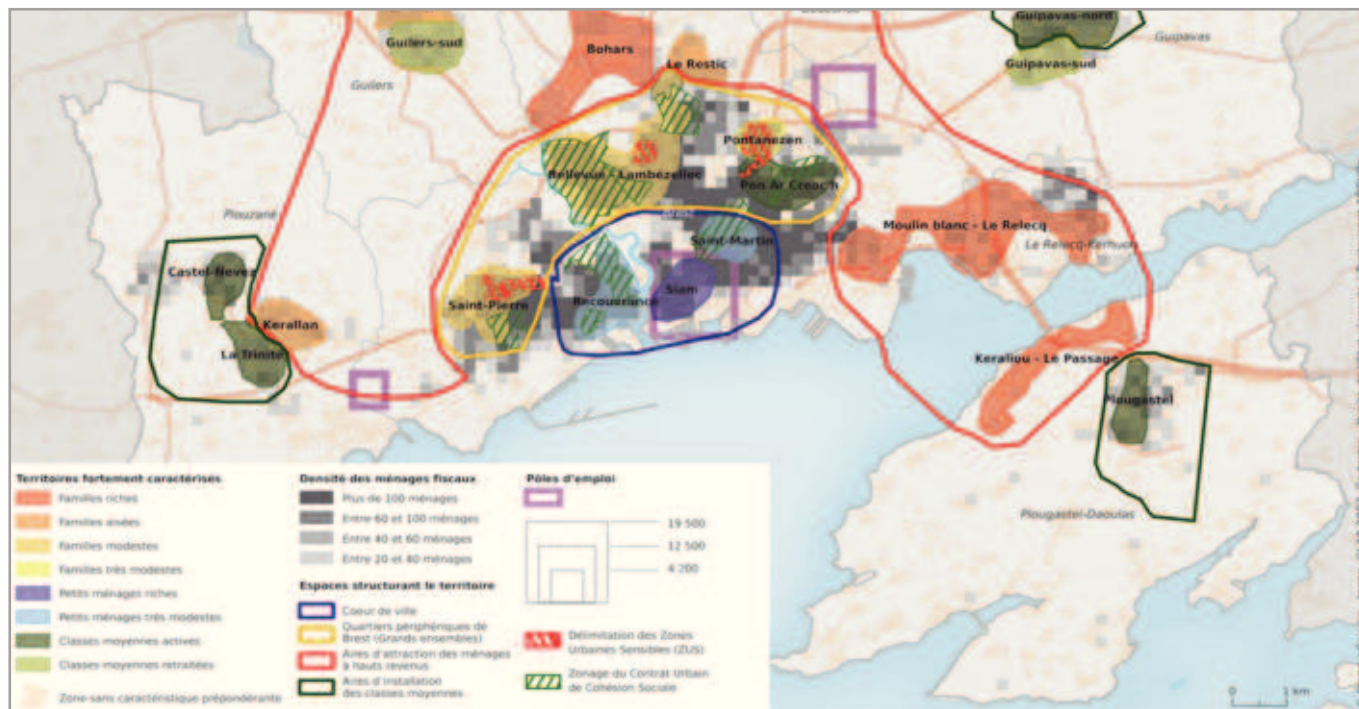 Guipavas-nord
Guilers-sud
Guipavas
Bohars
Le Restic
Guipavas-sud
Guilers
Pontanezen
Bellevue - Lambézellec
Pen Ar Creac'h
Brest
Plouzané
Saint-Martin
Moulin blanc - Le Relecq
Le Relecq-Kerhuon
Castel-Nevez
Siam
Saint-Pierre
Recouvrance
Kerallan
La Trinité
Keraliou - Le Passage
Plougastel
Plougastel-Daoulas
Territoires fortement caractérisés
Familles riches
Familles aisées
Familles modestes
Familles très modestes
Petits ménages riches
Petits ménages très modestes
Classes moyennes actives
Classes moyennes retraitées
Zone sans caractéristique prépondérante
Densité des ménages fiscaux
Plus de 100 ménages
Entre 60 et 100 ménages
Entre 40 et 60 ménages
Entre 20 et 40 ménages
Espaces structurant le territoire
Coeur de ville
Quartiers périphériques de
Brest (Grands ensembles)
Aires d'attraction des ménages
à hauts revenus
Aires d'installation
des classes moyennes
Pôles d'emploi
19 500
12 500
4 200
Délimitation des Zones
Urbaines Sensibles (ZUS)
Zonage du Contrat Urbain
de Cohésion Sociale
0 1 km